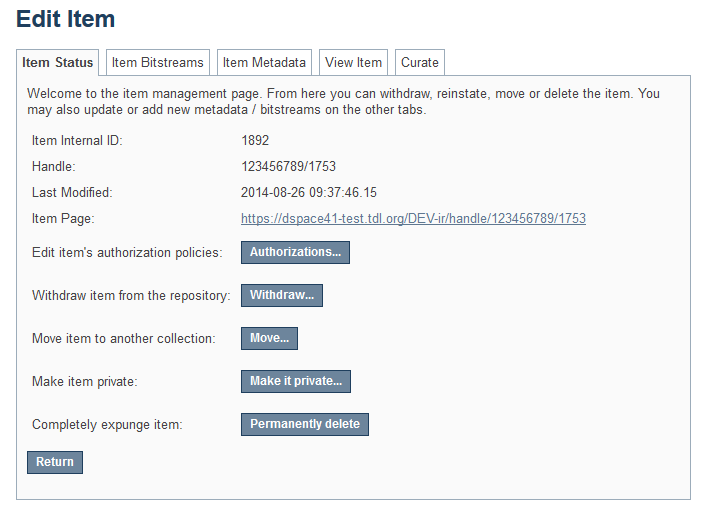 Edit Item
Item Status Item Bitstreams Item Metadata View Item Curate
Welcome to the item management page. From here you can withdraw, reinstate, move or delete the item. You
may also update or add new metadata / bitstreams on the other tabs.
Item Internal ID: 1892
Handle: 123456789/1753
Last Modified: 2014-08-26 09:37:46.15
Item Page: https://dspace41-test.tdl.org/DEV-ir/handle/123456789/1753
Edit item's authorization policies: Authorizations...
Withdraw item from the repository: Withdraw...
Move item to another collection: Move...
Make item private: Make it private...
Completely expunge item: Permanently delete
Return